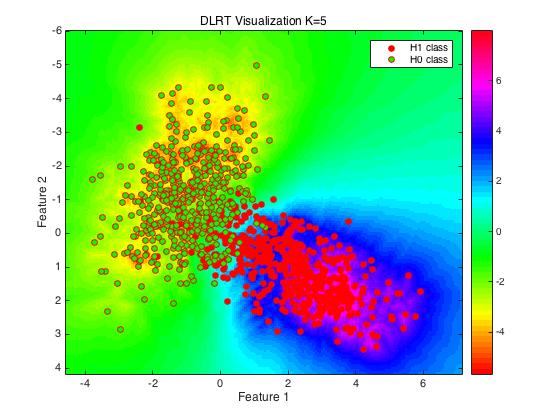 DLRT Visualization K=5
H1 class
H0 class
Feature 2
-6
-5
-4
-3
-2
-1
0
1
2
3
4
-4 -2 0 2 4 6
Feature 1
6
4
2
0
-2
-4